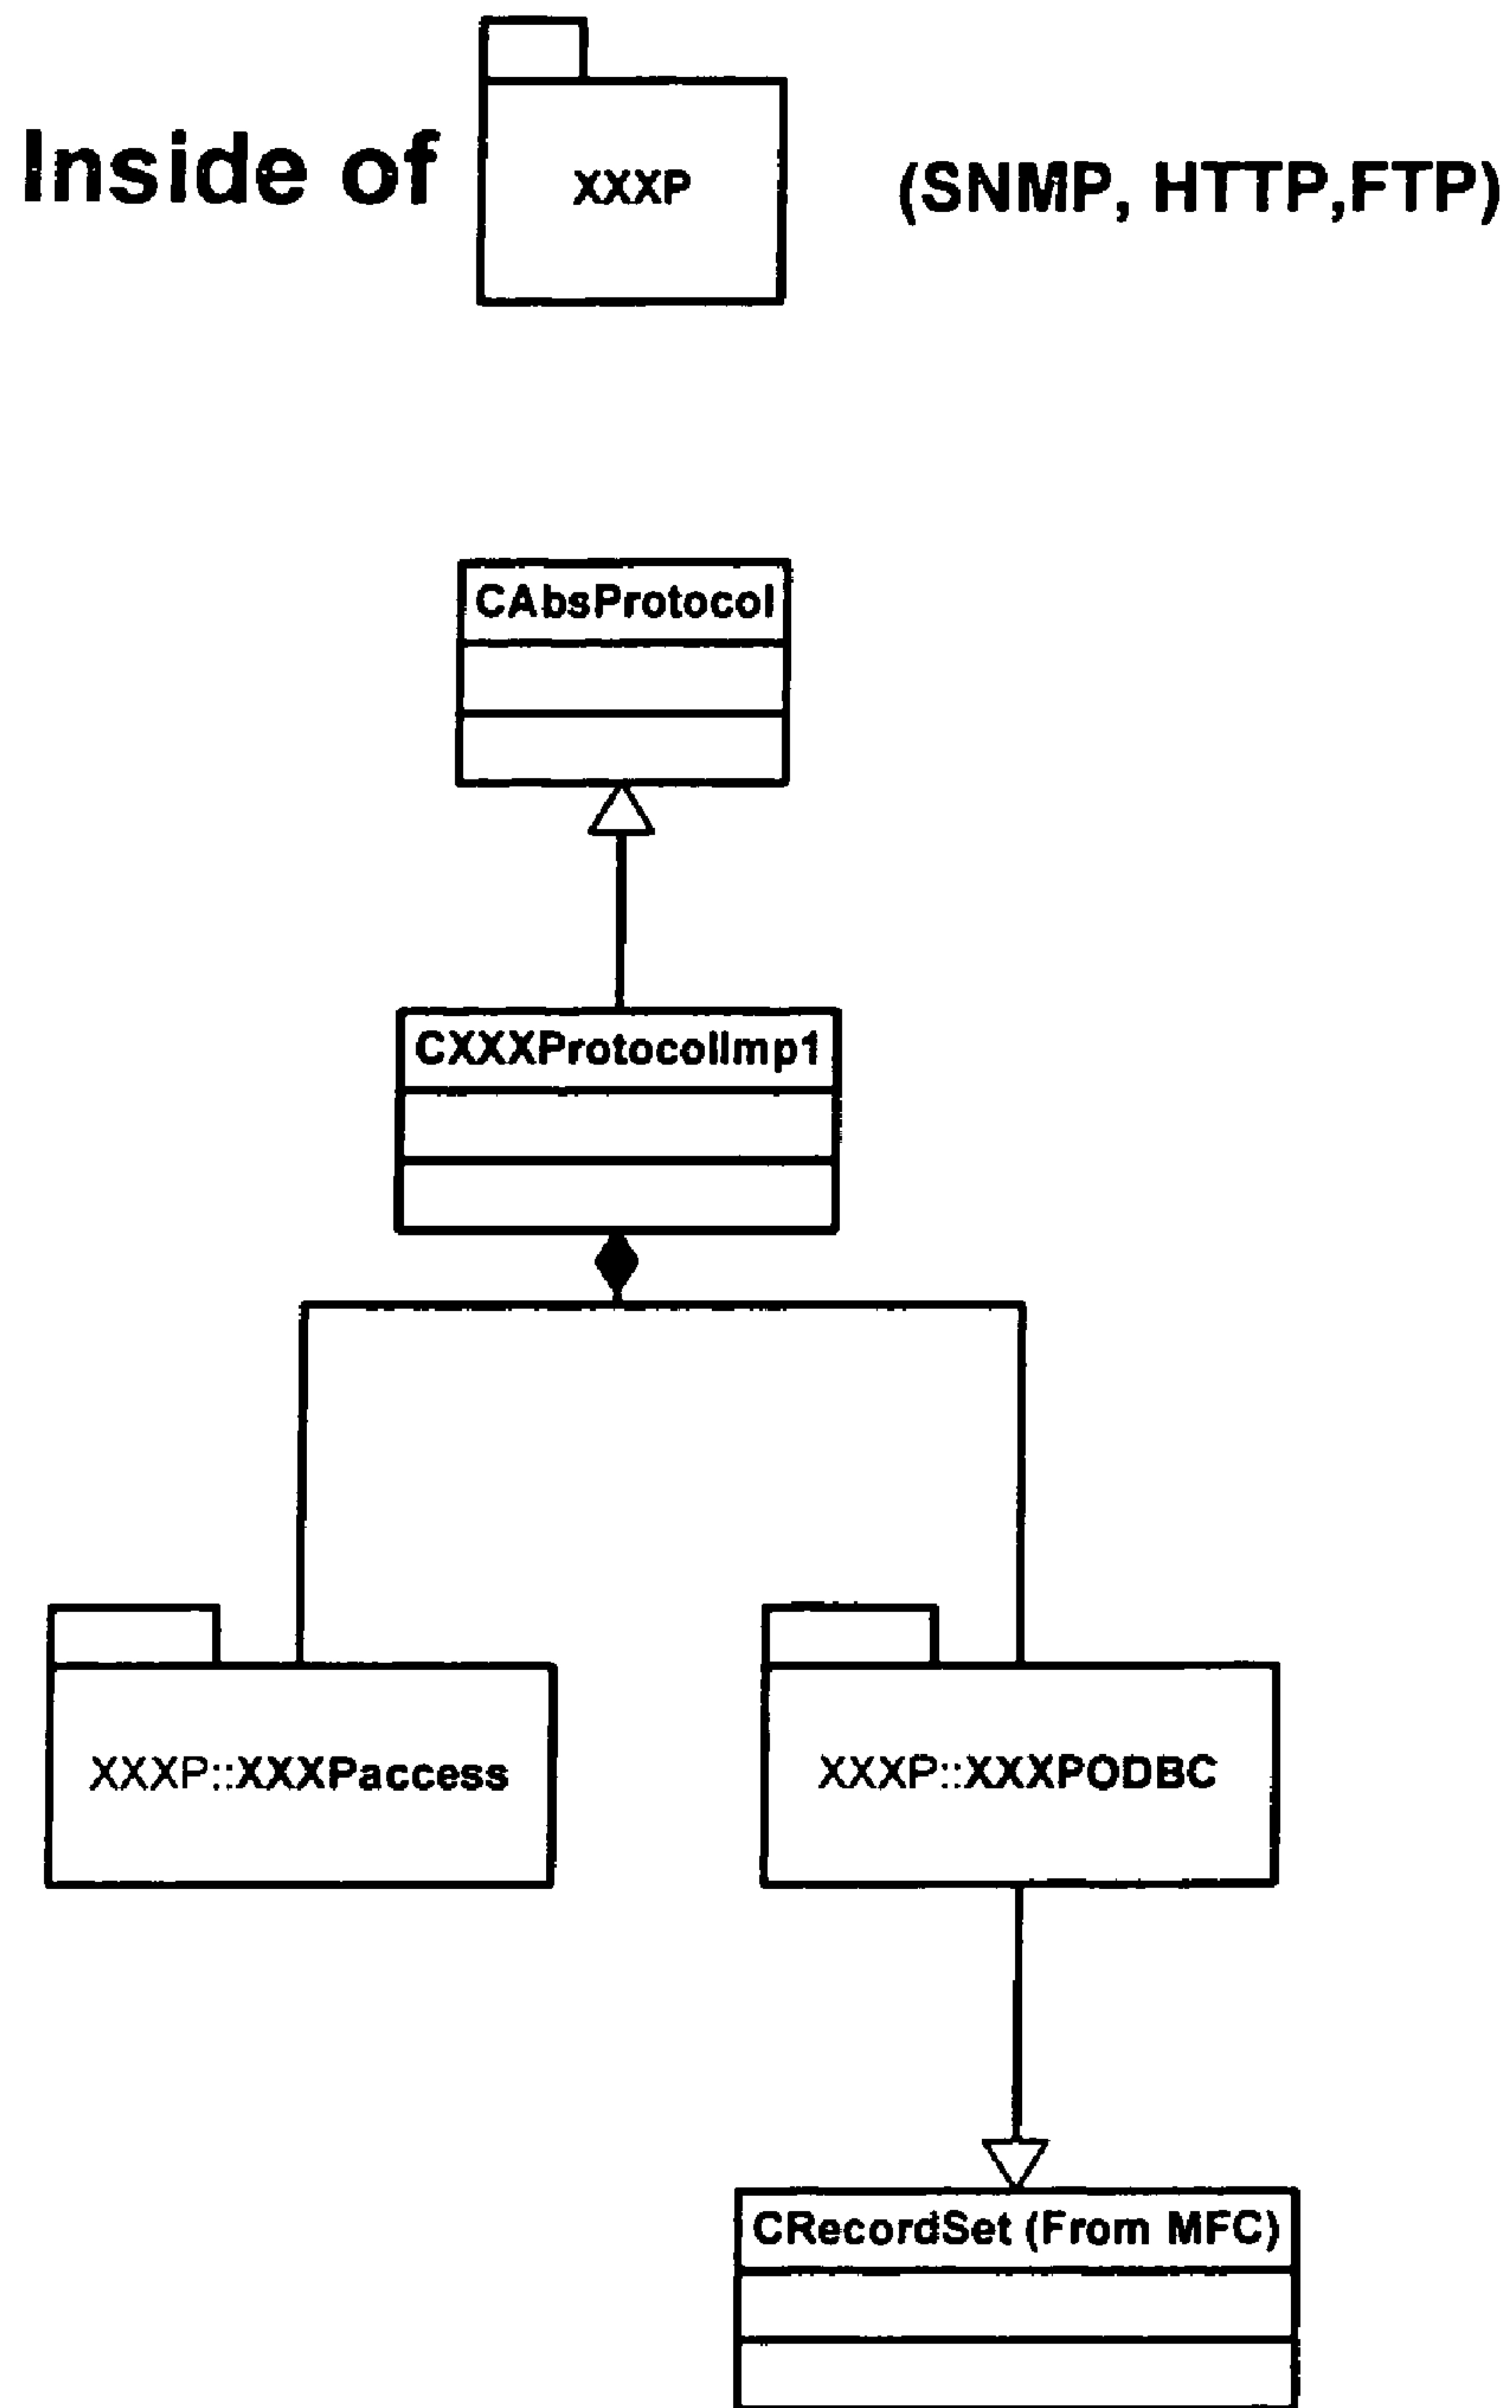 Inside of XXXP (SNMP, HTTP,FTP)
CAbsProtocol
CXXXProtocolImp1
XXXP::XXXPaccess
XXXP::XXXPODBC
CRecordSet (From MFC)